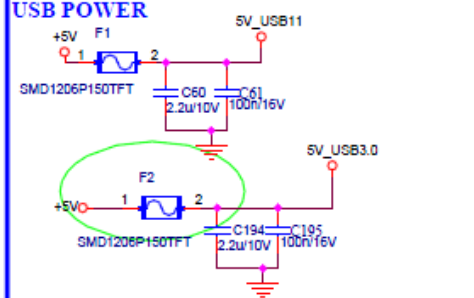 USB POWER
+5V F1 5V_USB11
1 2
SMD1206P150TFT C60 C61
2.2u/10V 100n/16V
5V_USB3.0
F2
+5V 1 2
SMD1206P150TFT C194 C195
2.2u/10V 100n/16V